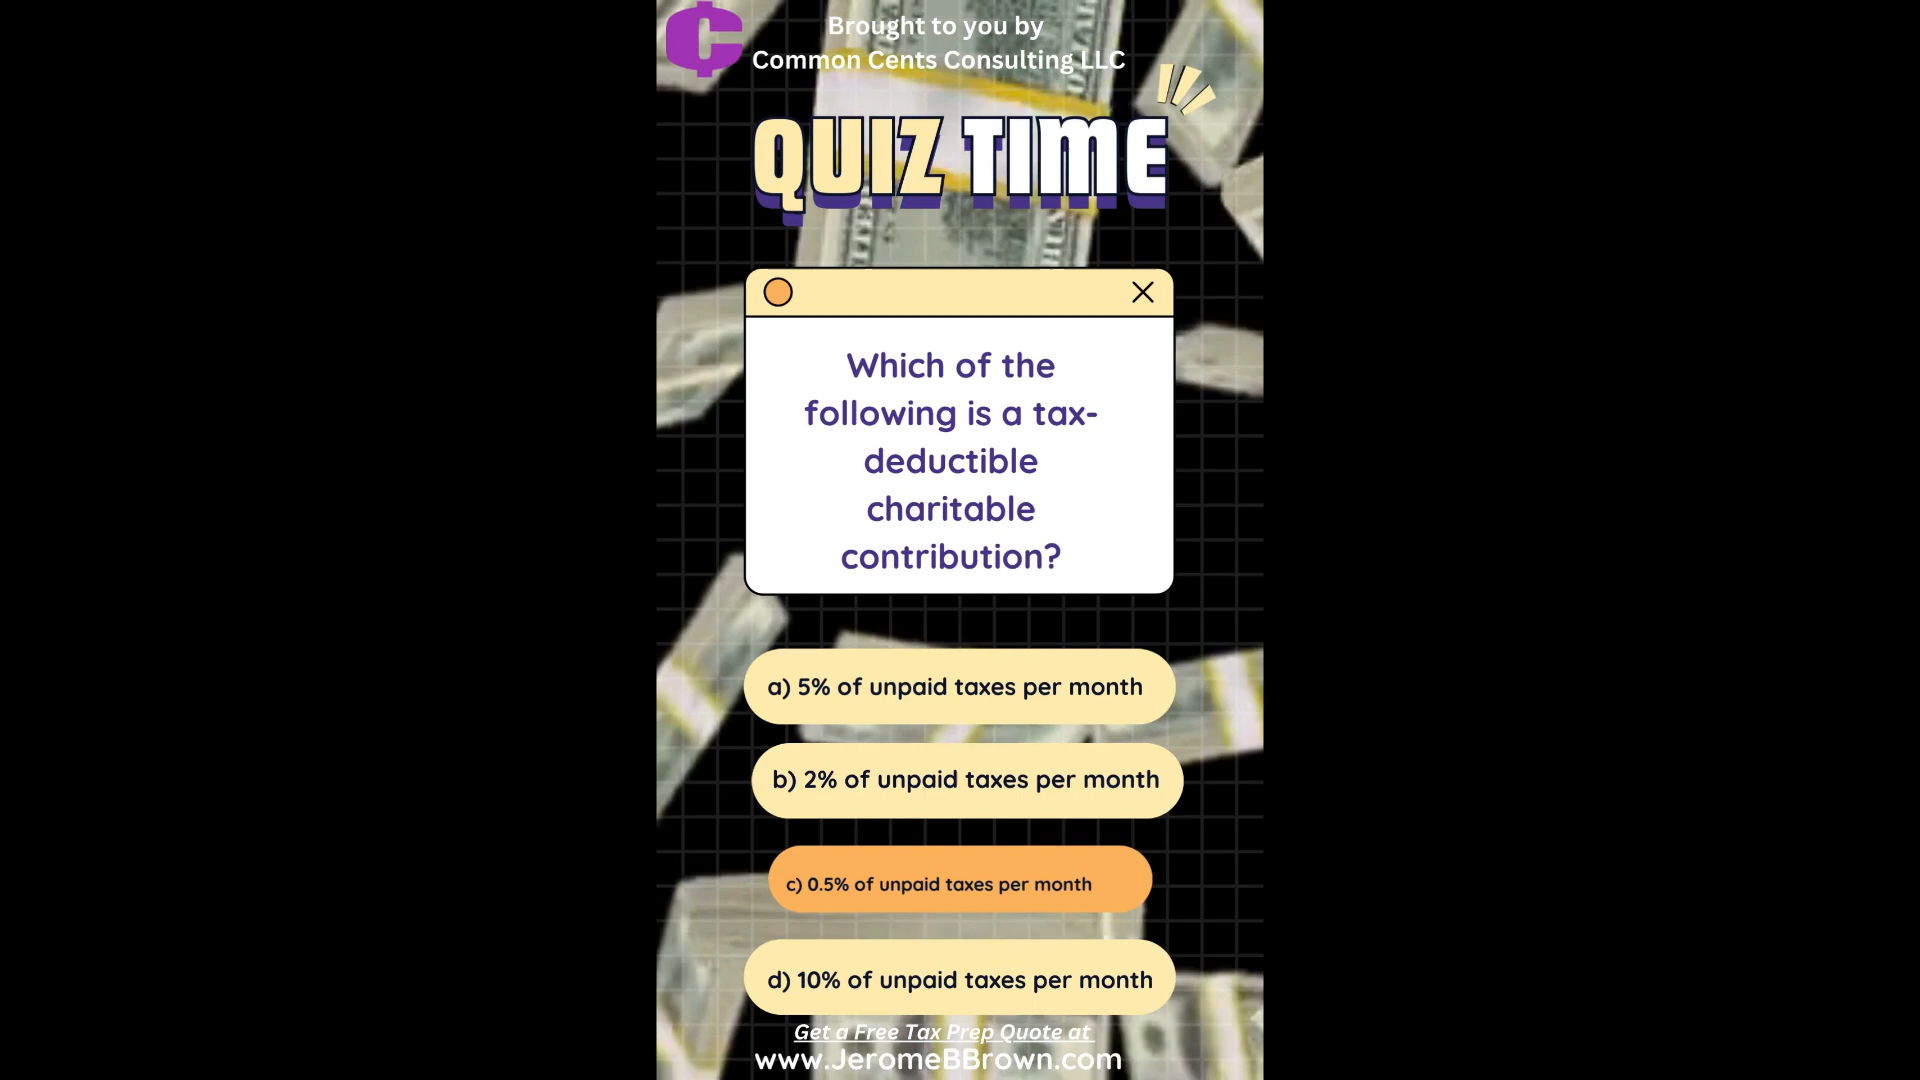 Brought to you by
Common Cents Consulting LLC
QUIZ TIME
Which of the
following is a tax-
deductible
charitable
contribution?
a) 5% of unpaid taxes per month
b) 2% of unpaid taxes per month
c) 0.5% of unpaid taxes per month
d) 10% of unpaid taxes per month
Get a Free Tax Prep Quote at
www.JeromeBBrown.com